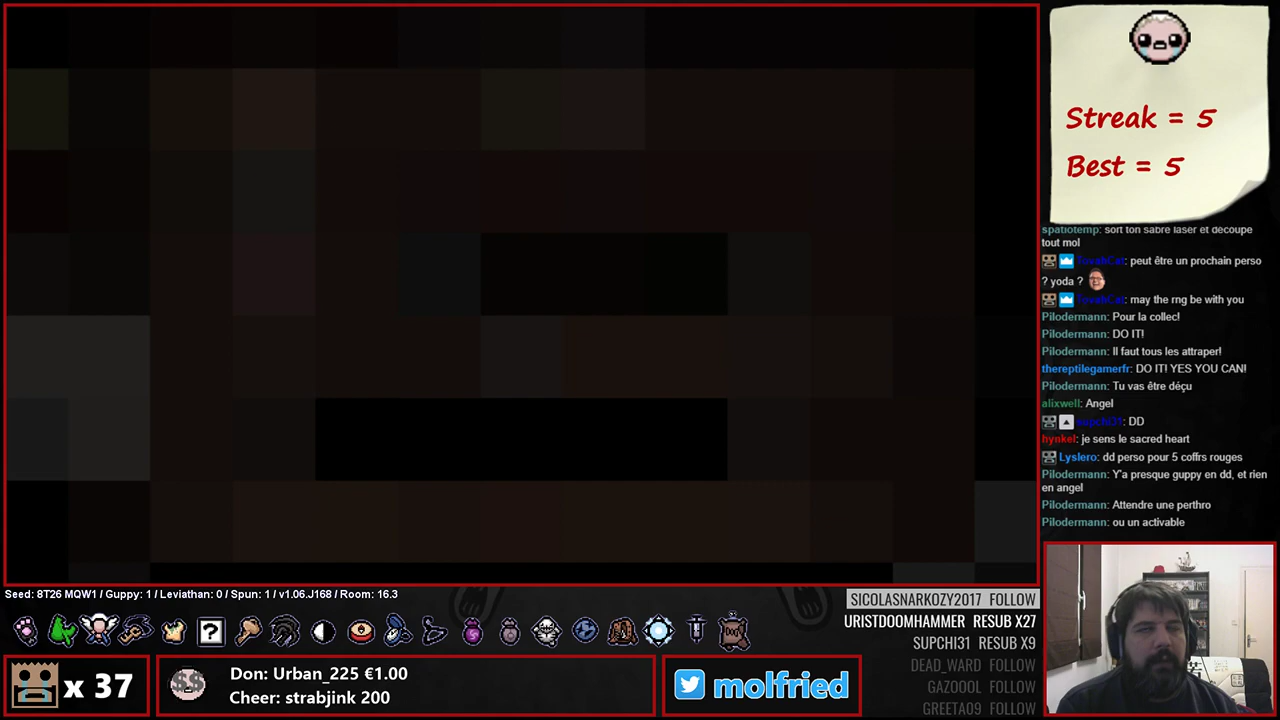 Streak = 5
Best = 5
spatiotemp: sort ton sabre laser et decoupe
tout mol
TovahCat: peut être un prochain perso
? yoda ?
TovahCat: may the rng be with you
Pilodermann: Pour la collec!
Pilodermann: DO IT!
Pilodermann: Il faut tous les attraper!
thereptilegamerfr: DO IT! YES YOU CAN!
Pilodermann: Tu vas être déçu
alixwell: Angel
supchi31: DD
hynkel: je sens le sacred heart
Lyslero: dd perso pour 5 coffrs rouges
Pilodermann: Y'a presque guppy en dd, et rien
en angel
Pilodermann: Attendre une perthro
Pilodermann: ou un activable
Seed: 8T26 MQW1 / Guppy: 1 / Leviathan: 0 / Spun: 1 / v1.06.J168 / Room: 16.3
SICOLASNARKOZY2017 FOLLOW
URISTDOOMHAMMER RESUB X27
SUPCHI31 RESUB X9
DEAD_WARD FOLLOW
GAZOOOL FOLLOW
GREETA09 FOLLOW
x 37
Don: Urban_225 €1.00
Cheer: strabjink 200
molfried